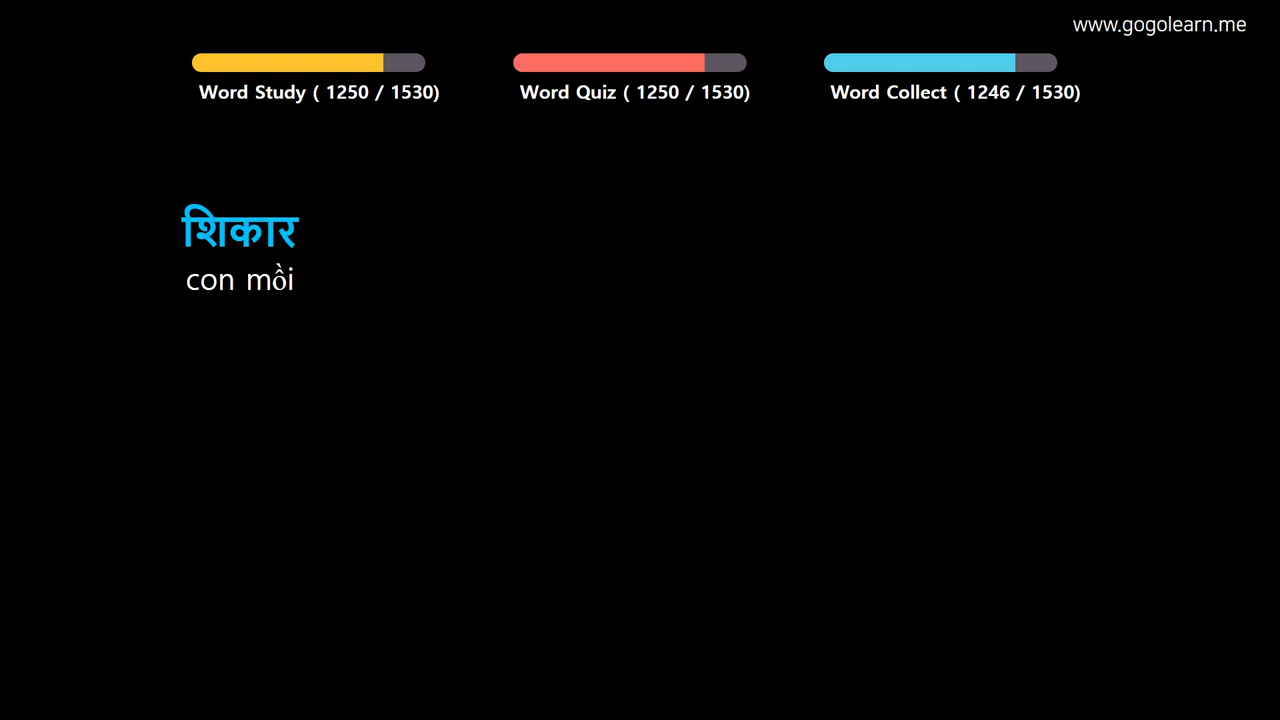 www.gogolearn.me
Word Study ( 1250 / 1530)
Word Quiz ( 1250 / 1530)
Word Collect ( 1246 / 1530)
शिकार
con mồi